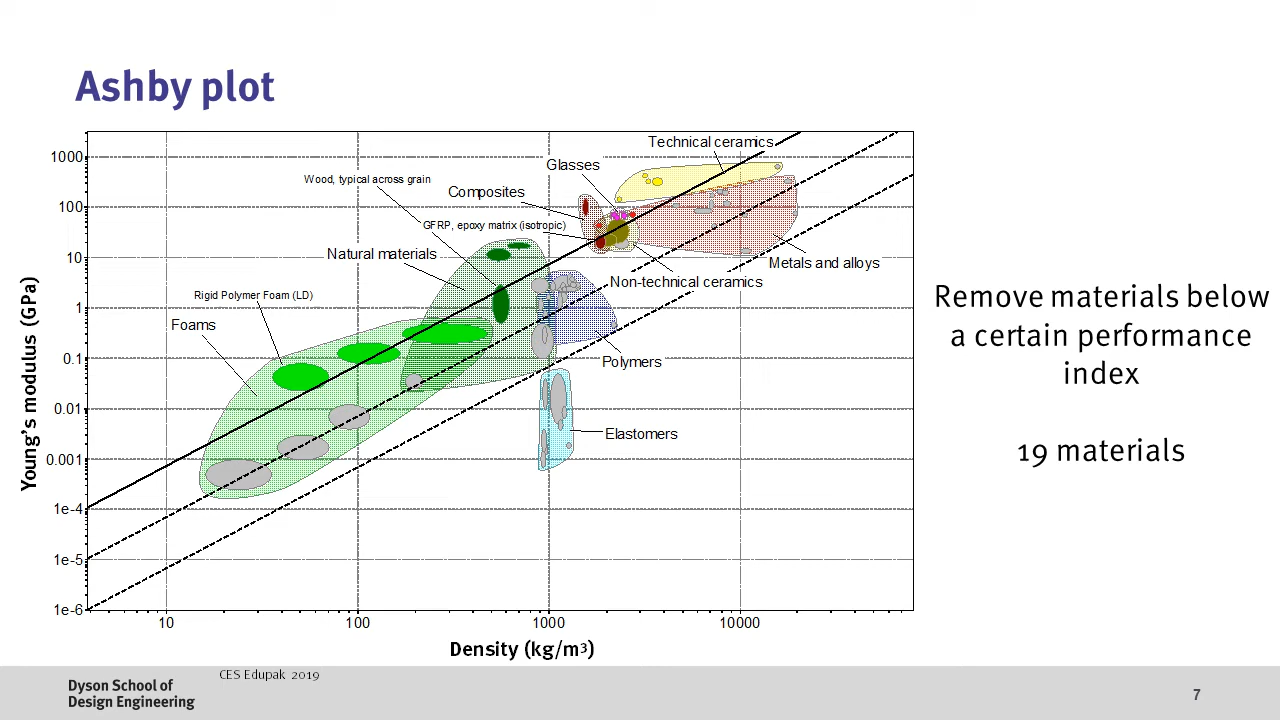 Ashby plot
Technical ceramics
Glasses
Wood, typical across grain
Composites
GFRP, epoxy matrix (isotropic)
Natural materials
Metals and alloys
Non-technical ceramics
Rigid Polymer Foam (LD)
Foams
Polymers
Elastomers
Young's modulus (GPa)
1000
100
10
1
0.1
0.01
0.001
1e-4
1e-5
1e-6
10
100
1000
10000
Density (kg/m³)
Remove materials below
a certain performance
index
19 materials
CES Edupak 2019
Dyson School of
Design Engineering
7